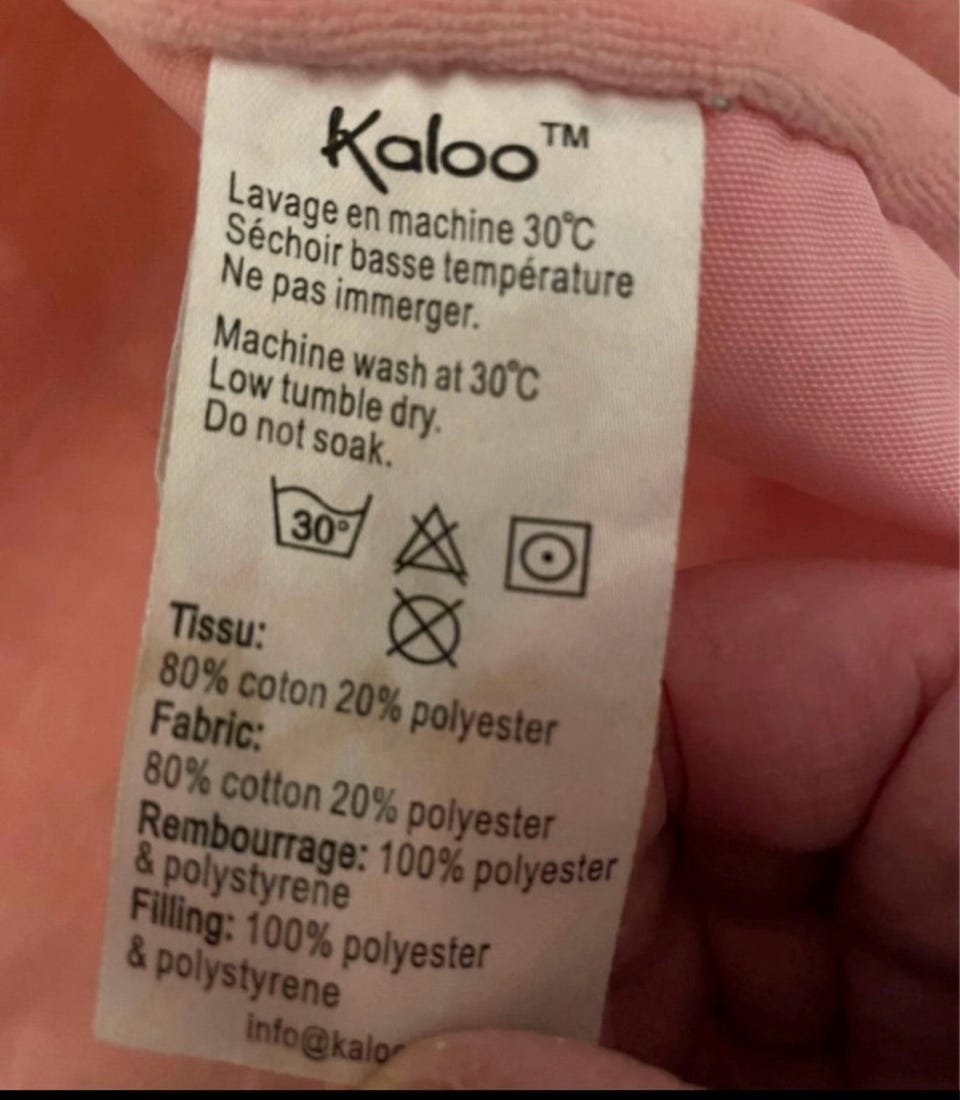 Kaloo™
Lavage en machine 30°C
Séchoir basse température
Ne pas immerger.
Machine wash at 30°C
Low tumble dry.
Do not soak.
30°
Tissu:
80% coton 20% polyester
Fabric:
80% cotton 20% polyester
Rembourrage: 100% polyester
& polystyrene
Filling: 100% polyester
& polystyrene
info@kaloo